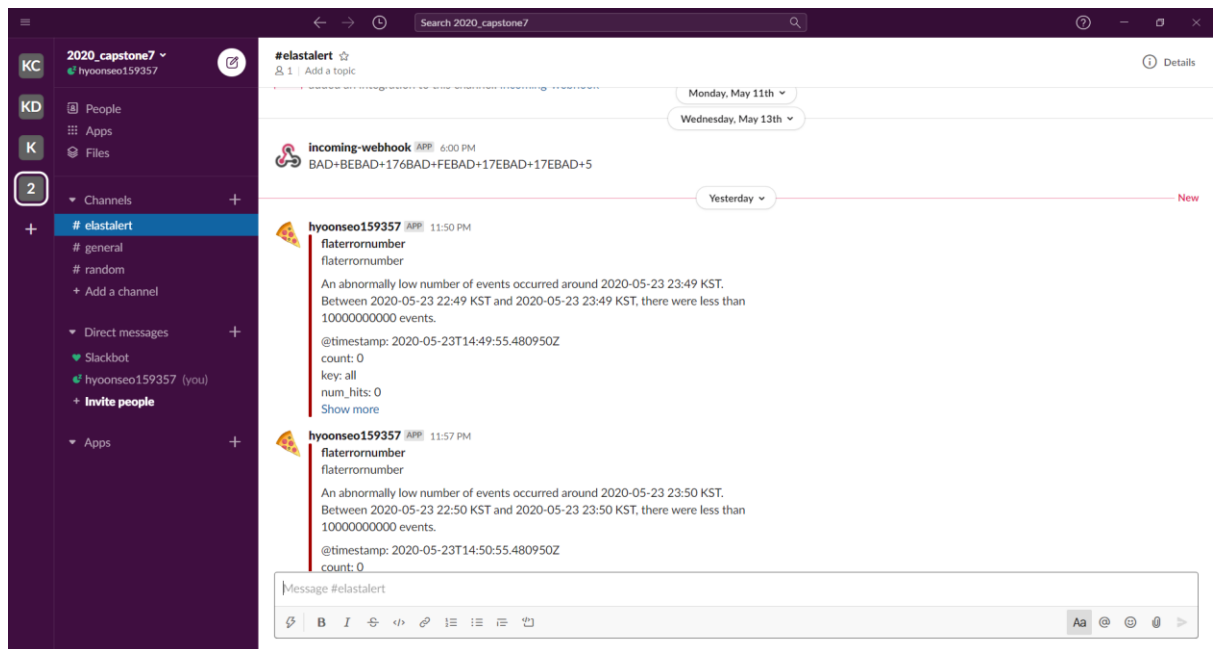 Search 2020_capstone7
KC
KD
K
2
2020_capstone7
hyoonseo159357
People
Apps
Files
Channels
# elastalert
# general
# random
+ Add a channel
Direct messages
Slackbot
hyoonseo159357 (you)
+ Invite people
Apps
#elastalert
1 | Add a topic
Details
added an integration to this channel: incoming-webhook
Monday, May 11th
Wednesday, May 13th
incoming-webhook APP 6:00 PM
BAD+BEBAD+176BAD+FEBAD+17EBAD+17EBAD+5
Yesterday
New
hyoonseo159357 APP 11:50 PM
flaterrornumber
flaterrornumber
An abnormally low number of events occurred around 2020-05-23 23:49 KST.
Between 2020-05-23 22:49 KST and 2020-05-23 23:49 KST, there were less than
10000000000 events.
@timestamp: 2020-05-23T14:49:55.480950Z
count: 0
key: all
num_hits: 0
Show more
hyoonseo159357 APP 11:57 PM
flaterrornumber
flaterrornumber
An abnormally low number of events occurred around 2020-05-23 23:50 KST.
Between 2020-05-23 22:50 KST and 2020-05-23 23:50 KST, there were less than
10000000000 events.
@timestamp: 2020-05-23T14:50:55.480950Z
count: 0
Message #elastalert
B I S
Aa @